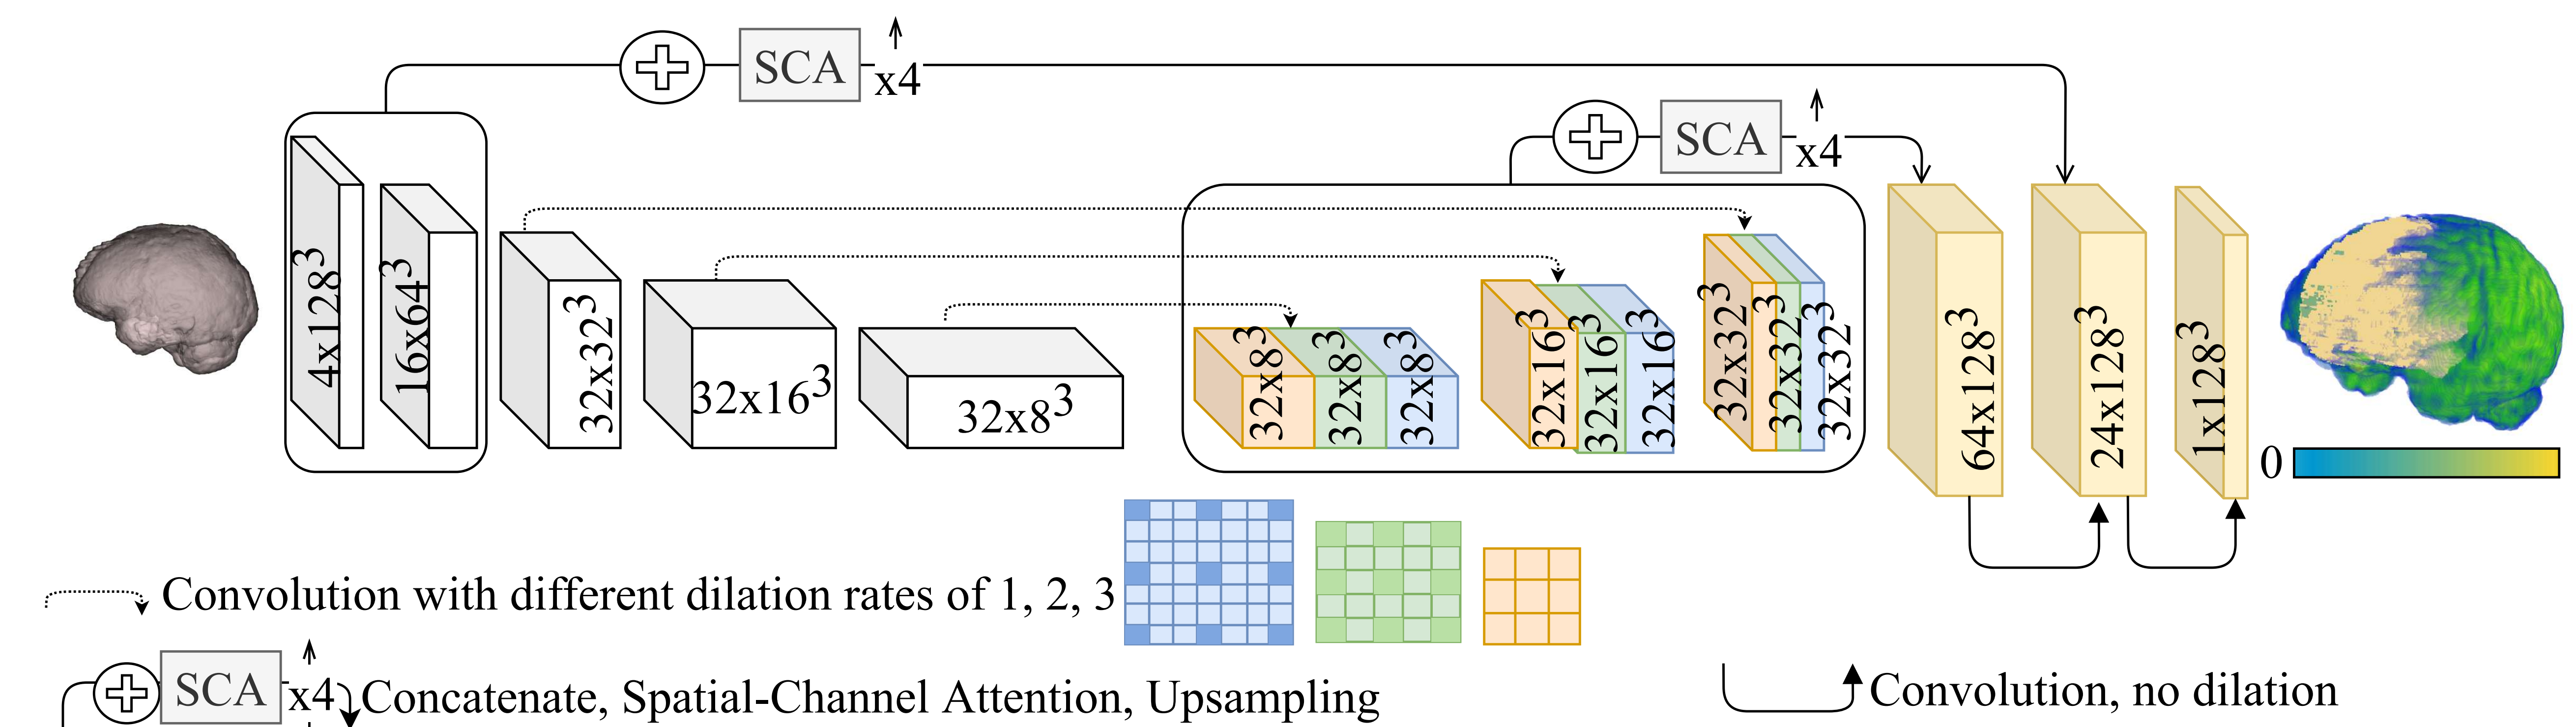 SCA
x4
SCA
x4
4x128³
16x64³
32x32³
32x16³
32x8³
32x8³
32x8³
32x8³
32x16³
32x16³
32x16³
32x32³
32x32³
32x32³
64x128³
24x128³
1x128³
0
Convolution with different dilation rates of 1, 2, 3
SCA
x4
Concatenate, Spatial-Channel Attention, Upsampling
Convolution, no dilation